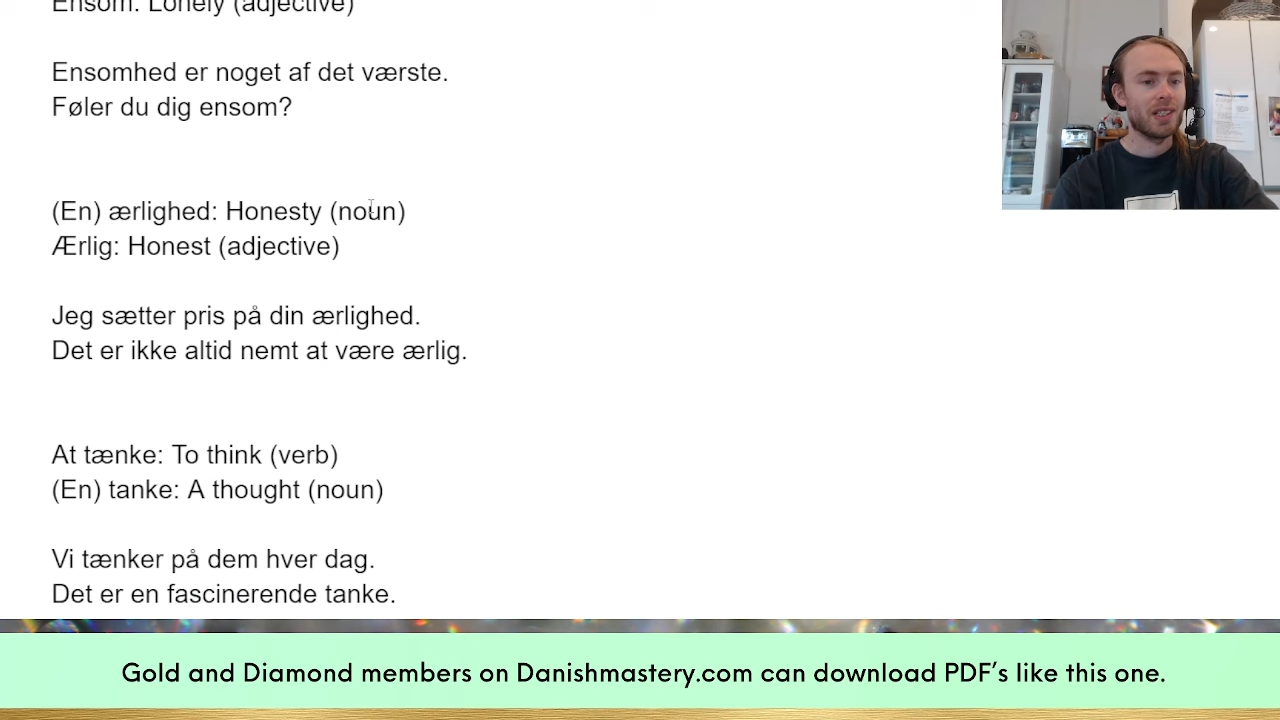 Ensom: Lonely (adjective)
Ensomhed er noget af det værste.
Føler du dig ensom?
(En) ærlighed: Honesty (noun)
Ærlig: Honest (adjective)
Jeg sætter pris på din ærlighed.
Det er ikke altid nemt at være ærlig.
At tænke: To think (verb)
(En) tanke: A thought (noun)
Vi tænker på dem hver dag.
Det er en fascinerende tanke.
Gold and Diamond members on Danishmastery.com can download PDF's like this one.